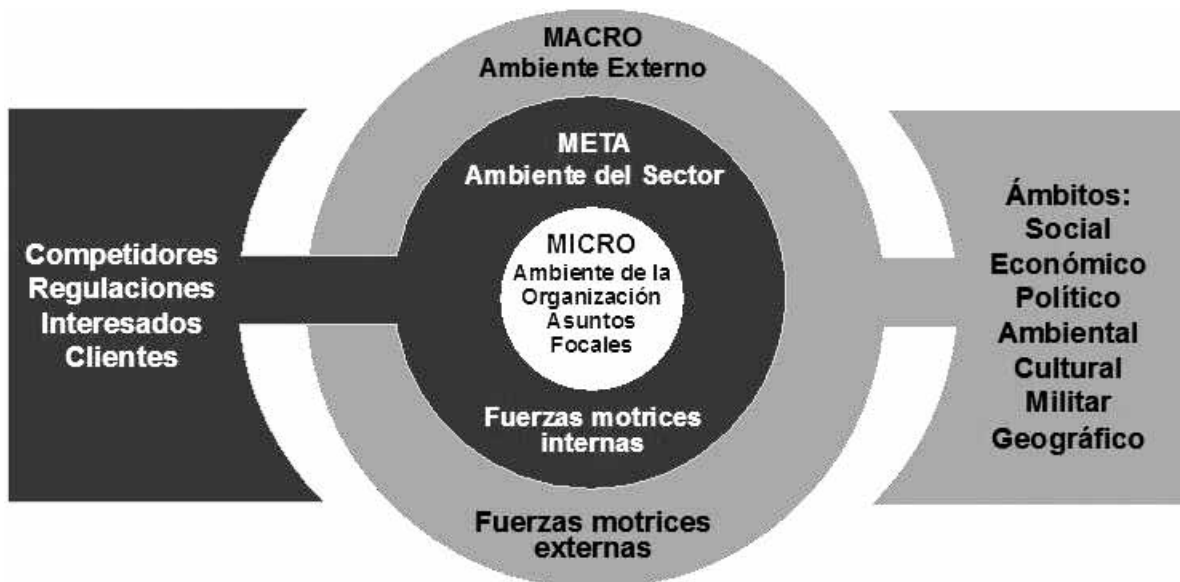 MACRO
Ambiente Externo
META
Ambiente del Sector
MICRO
Ambiente de la
Organización
Asuntos
Focales
Fuerzas motrices
internas
Fuerzas motrices
externas
Competidores
Regulaciones
Interesados
Clientes
Ámbitos:
Social
Económico
Político
Ambiental
Cultural
Militar
Geográfico